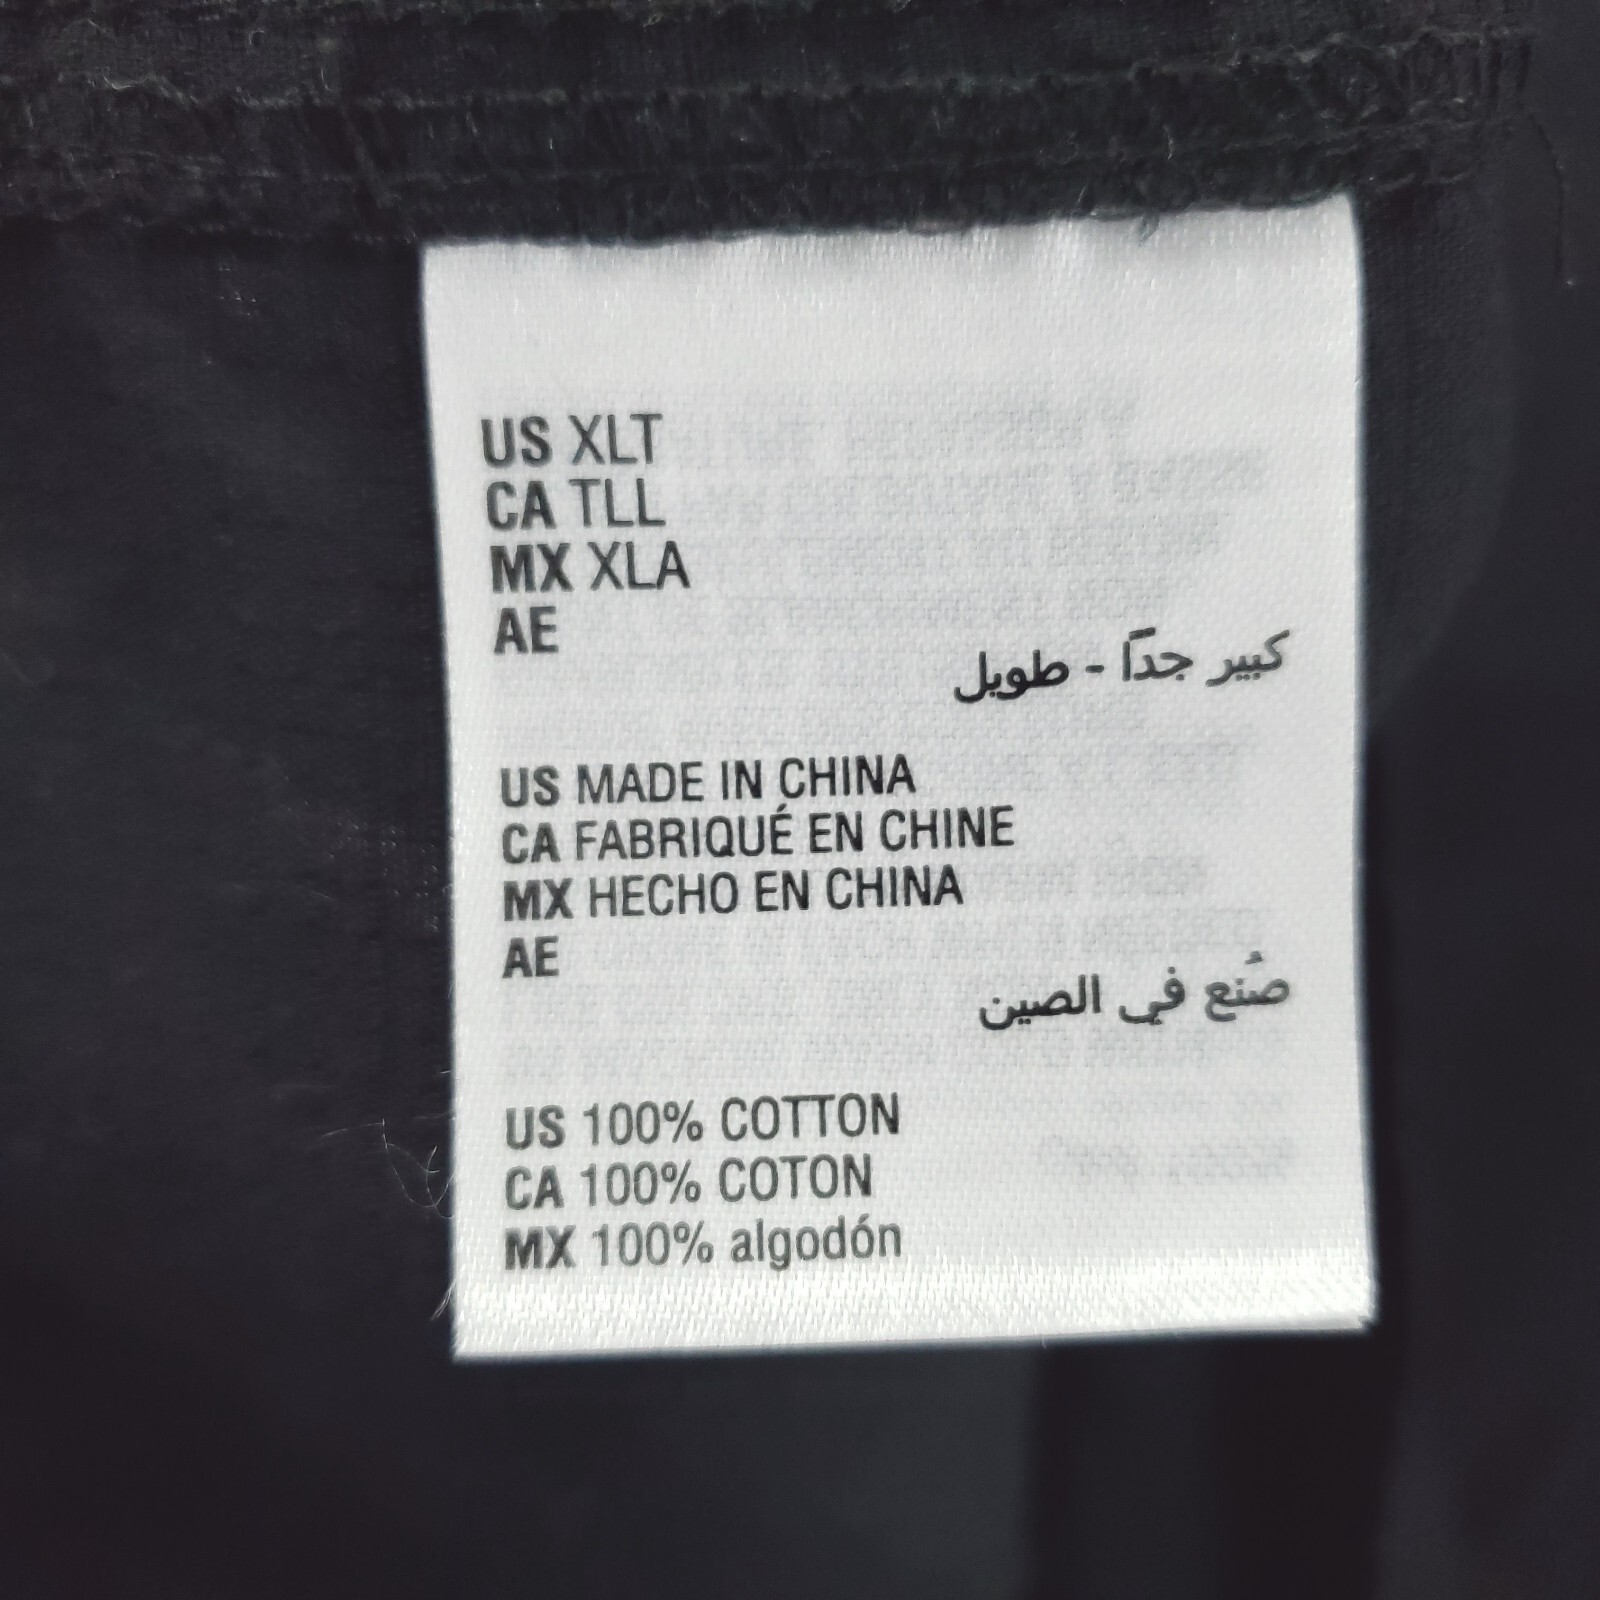 US XLT
CA TLL
MX XLA
AE
كبير جداً - طويل
US MADE IN CHINA
CA FABRIQUÉ EN CHINE
MX HECHO EN CHINA
AE
صُنع في الصين
US 100% COTTON
CA 100% COTON
MX 100% algodón